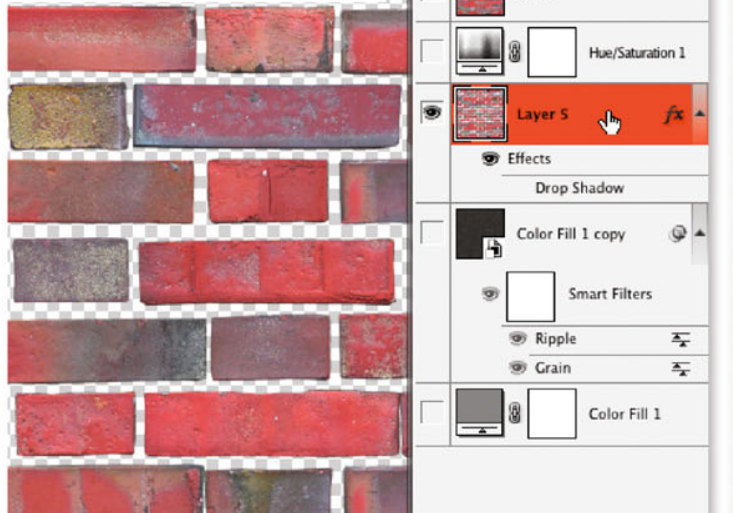 Hue/Saturation 1
Layer 5
fx
Effects
Drop Shadow
Color Fill 1 copy
Smart Filters
Ripple
Grain
Color Fill 1